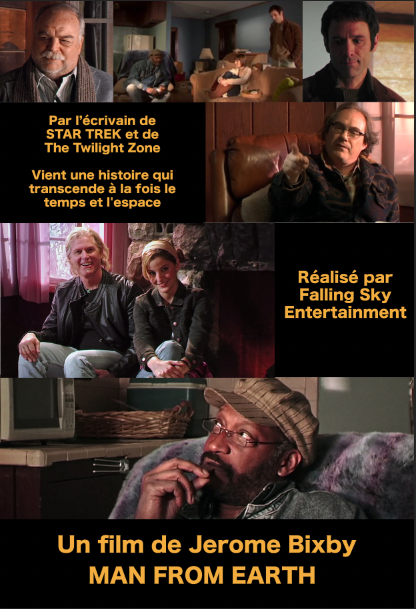 Par l'écrivain de
STAR TREK et de
The Twilight Zone
Vient une histoire qui
transcende à la fois le
temps et l'espace
Réalisé par
Falling Sky
Entertainment
Un film de Jerome Bixby
MAN FROM EARTH